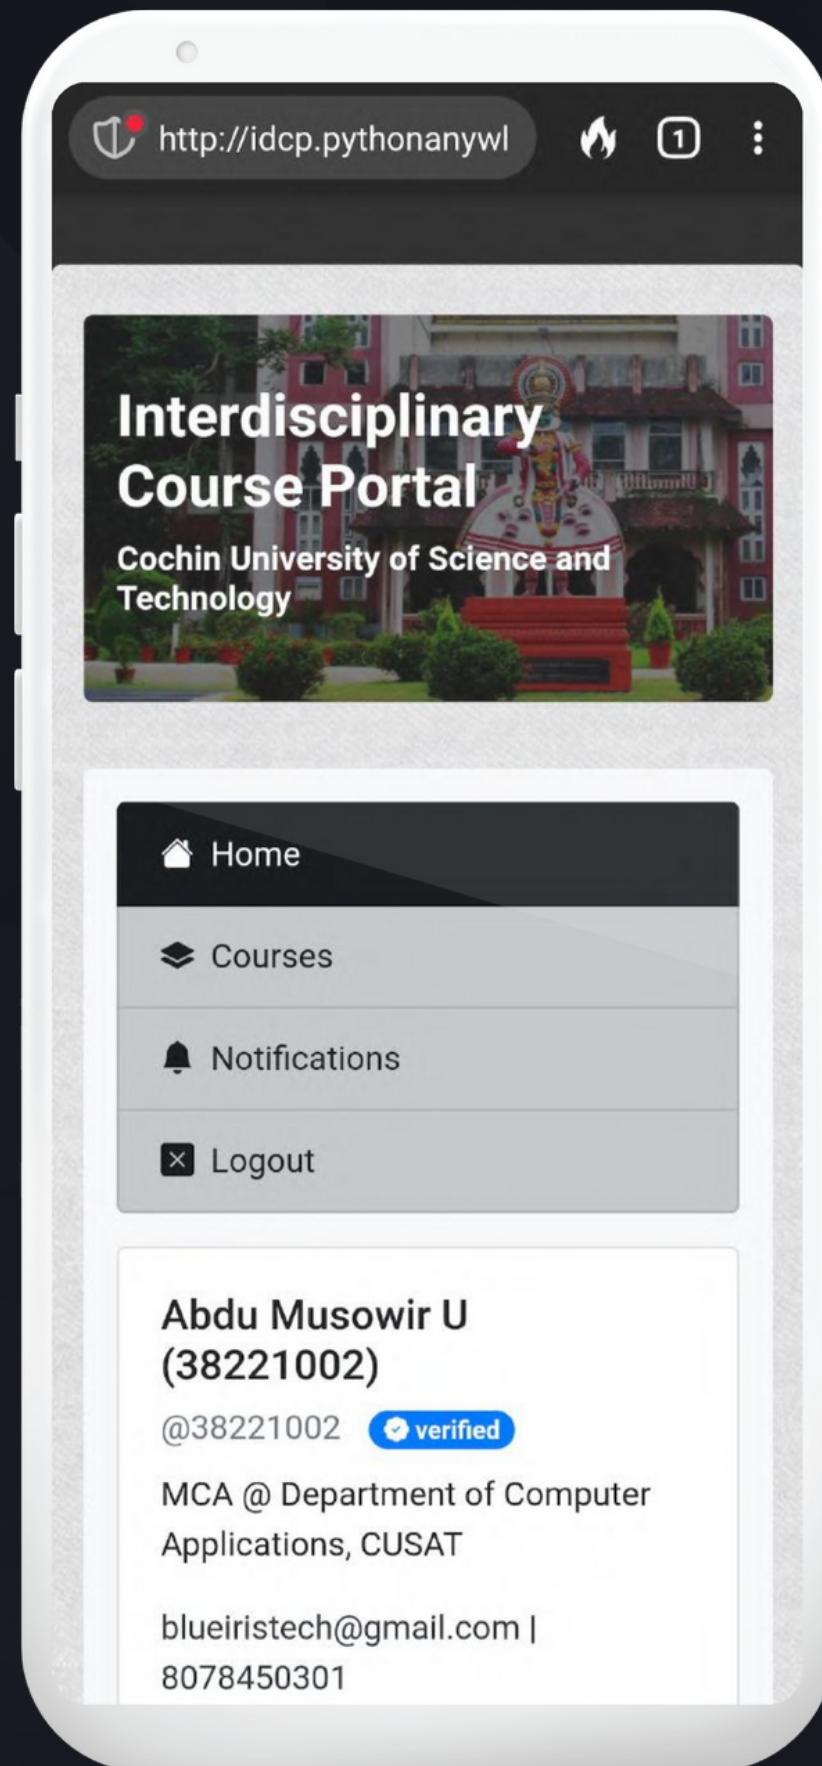 http://idcp.pythonanywl
1
Interdisciplinary
Course Portal
Cochin University of Science and
Technology
Home
Courses
Notifications
Logout
Abdu Musowir U
(38221002)
@38221002 verified
MCA @ Department of Computer
Applications, CUSAT
blueiristech@gmail.com |
8078450301